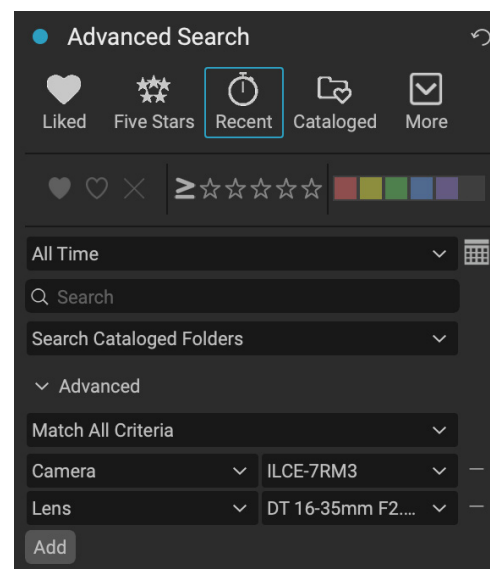 Advanced Search
Liked Five Stars Recent Cataloged More
≥
All Time
Search
Search Cataloged Folders
Advanced
Match All Criteria
Camera ILCE-7RM3
Lens DT 16-35mm F2....
Add